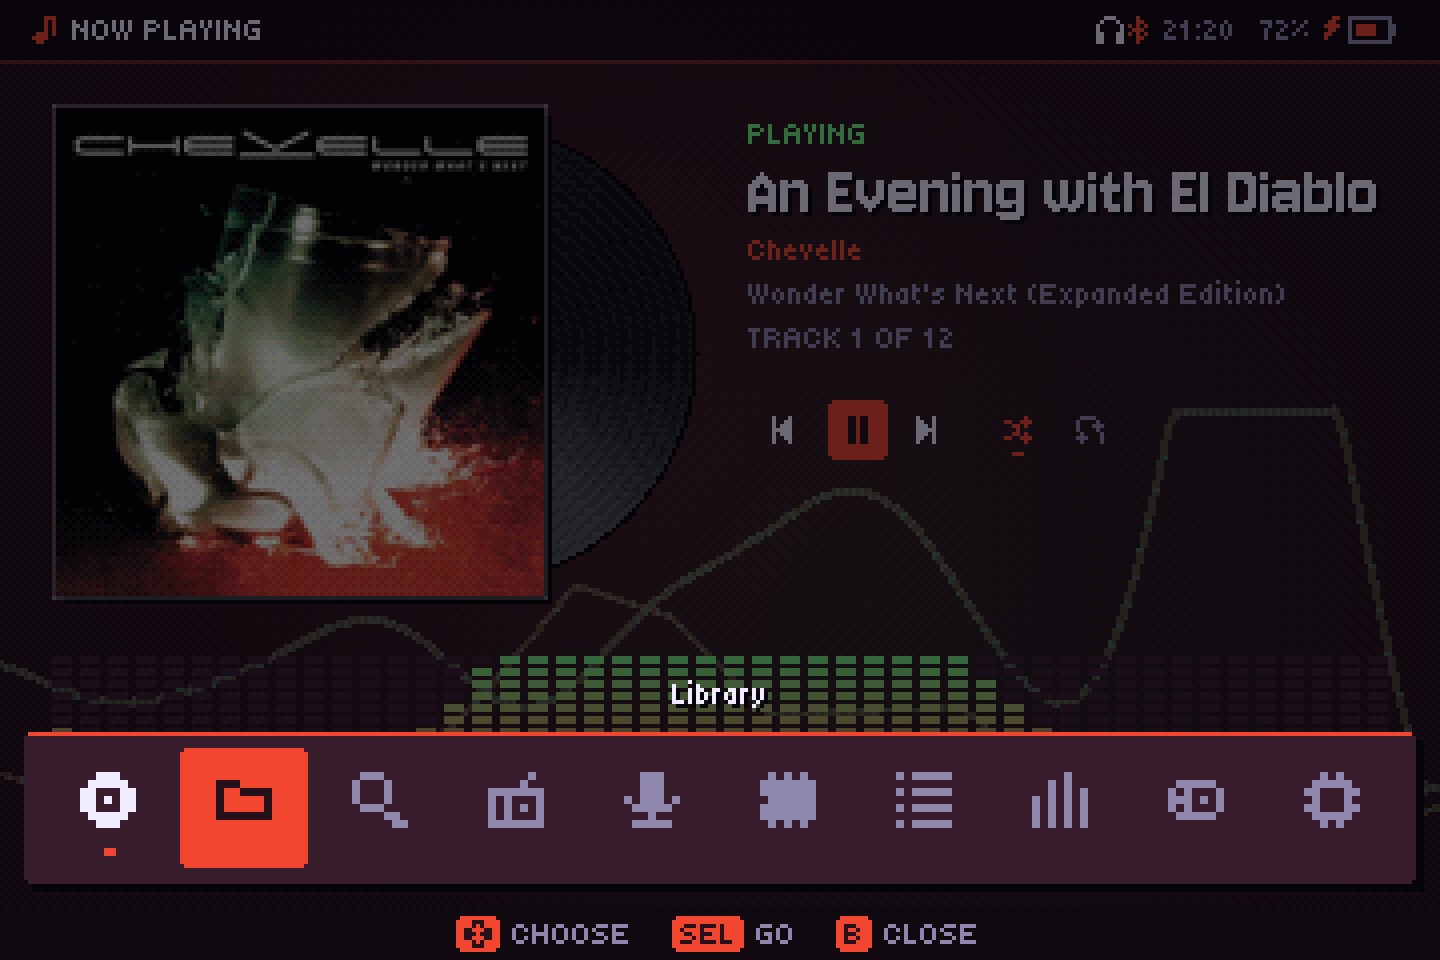 NOW PLAYING
21:20 72%
CHEVELLE
WONDER WHAT'S NEXT
PLAYING
An Evening with El Diablo
Chevelle
Wonder What's Next (Expanded Edition)
TRACK 1 OF 12
Library
CHOOSE
SEL GO
B CLOSE